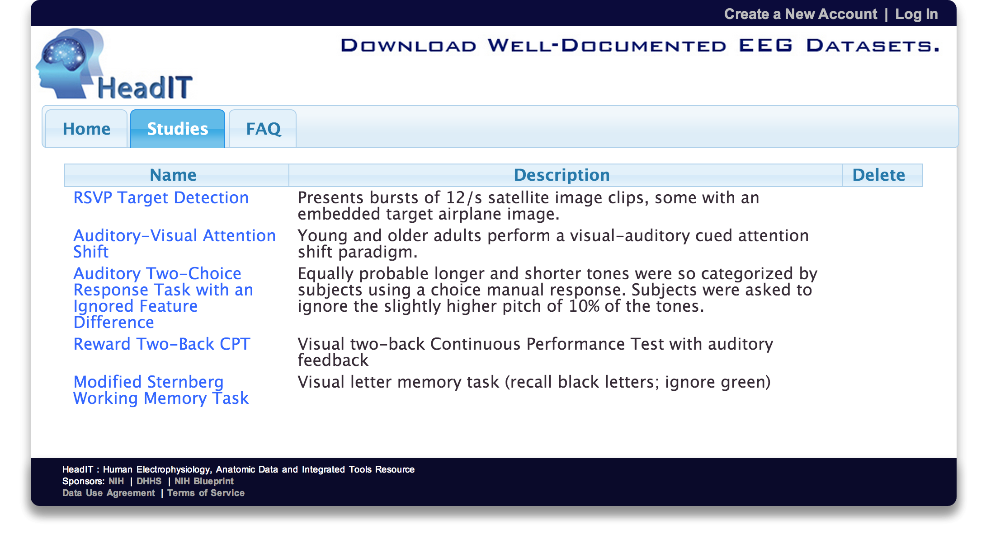 Create a New Account | Log In
Download Well-Documented EEG Datasets.
HeadIT
Home Studies FAQ
Name Description Delete
RSVP Target Detection Presents bursts of 12/s satellite image clips, some with an
embedded target airplane image.
Auditory-Visual Attention Young and older adults perform a visual-auditory cued attention
Shift shift paradigm.
Auditory Two-Choice Equally probable longer and shorter tones were so categorized by
Response Task with an subjects using a choice manual response. Subjects were asked to
Ignored Feature ignore the slightly higher pitch of 10% of the tones.
Difference
Reward Two-Back CPT Visual two-back Continuous Performance Test with auditory
feedback
Modified Sternberg Visual letter memory task (recall black letters; ignore green)
Working Memory Task
HeadIT : Human Electrophysiology, Anatomic Data and Integrated Tools Resource
Sponsors: NIH | DHHS | NIH Blueprint
Data Use Agreement | Terms of Service